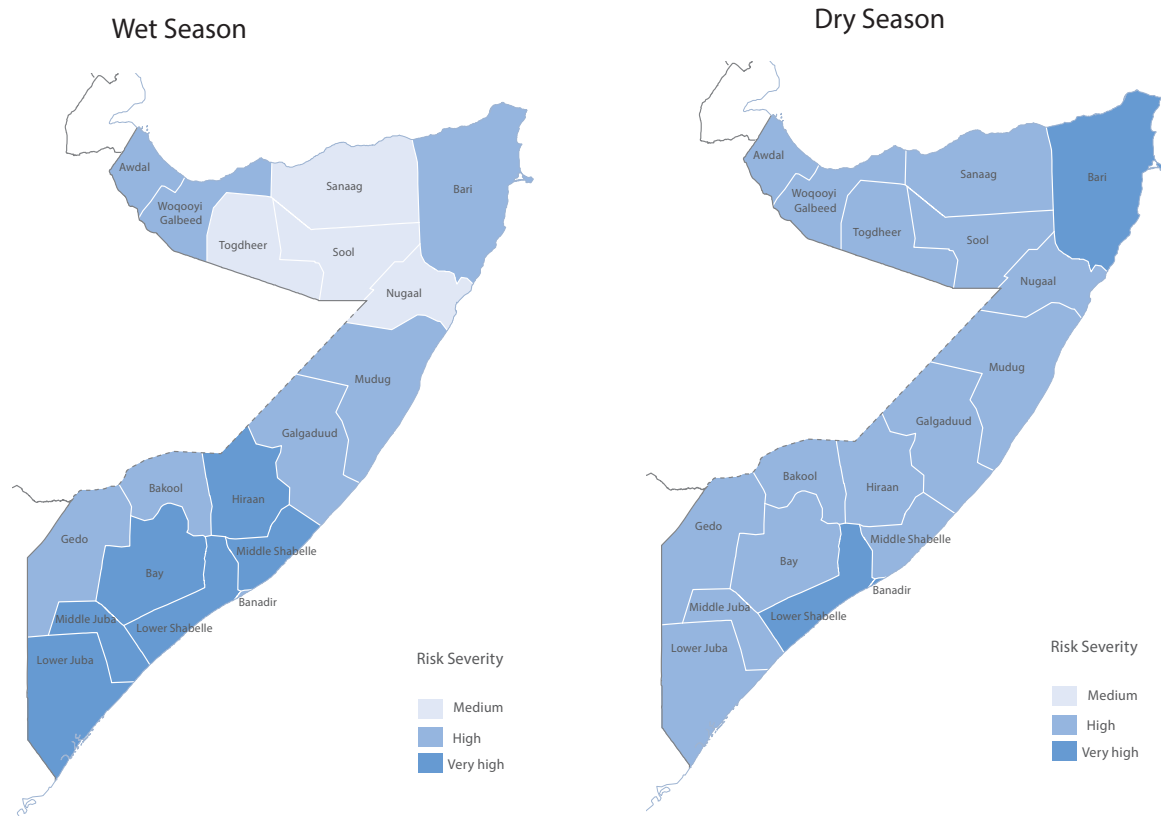 Wet Season
Awdal
Woqooyi
Galbeed
Togdheer
Sanaag
Sool
Bari
Nugaal
Mudug
Galgaduud
Hiraan
Bakool
Gedo
Bay
Middle Shabelle
Banadir
Middle Juba
Lower Shabelle
Lower Juba
Risk Severity
Medium
High
Very high
Dry Season
Awdal
Woqooyi
Galbeed
Togdheer
Sanaag
Sool
Bari
Nugaal
Mudug
Galgaduud
Hiraan
Bakool
Gedo
Bay
Middle Shabelle
Banadir
Middle Juba
Lower Shabelle
Lower Juba
Risk Severity
Medium
High
Very high